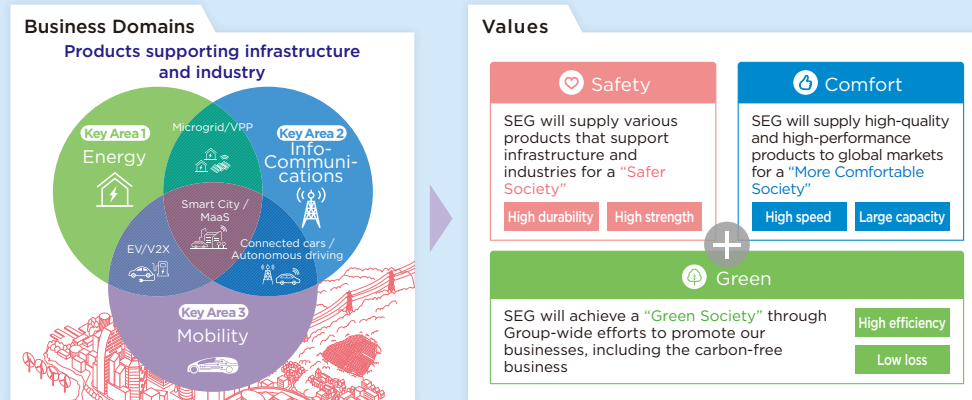 Business Domains
Products supporting infrastructure
and industry
Key Area 1
Energy
Microgrid/VPP
Key Area 2
Info-
Communi-
cations
Smart City /
MaaS
EV/V2X
Connected cars /
Autonomous driving
Key Area 3
Mobility
Values
Safety
SEG will supply various
products that support
infrastructure and
industries for a “Safer
Society”
High durability
High strength
Comfort
SEG will supply high-quality
and high-performance
products to global markets
for a “More Comfortable
Society”
High speed
Large capacity
+
Green
SEG will achieve a “Green Society” through
Group-wide efforts to promote our
businesses, including the carbon-free
business
High efficiency
Low loss